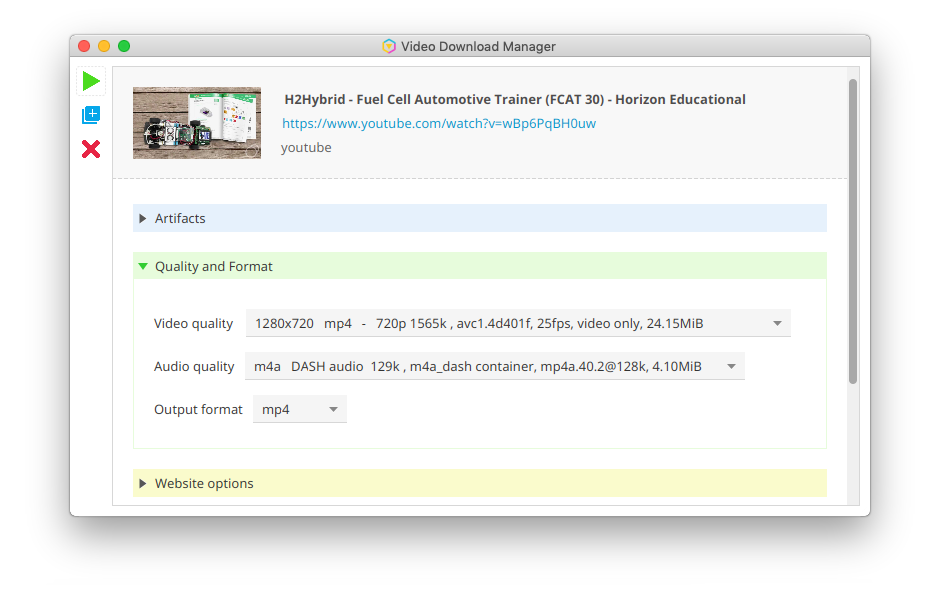 Video Download Manager
H2Hybrid - Fuel Cell Automotive Trainer (FCAT 30) - Horizon Educational
https://www.youtube.com/watch?v=wBp6PqBH0uw
youtube
Artifacts
Quality and Format
Video quality 1280x720 mp4 - 720p 1565k , avc1.4d401f, 25fps, video only, 24.15MiB
Audio quality m4a DASH audio 129k , m4a_dash container, mp4a.40.2@128k, 4.10MiB
Output format mp4
Website options